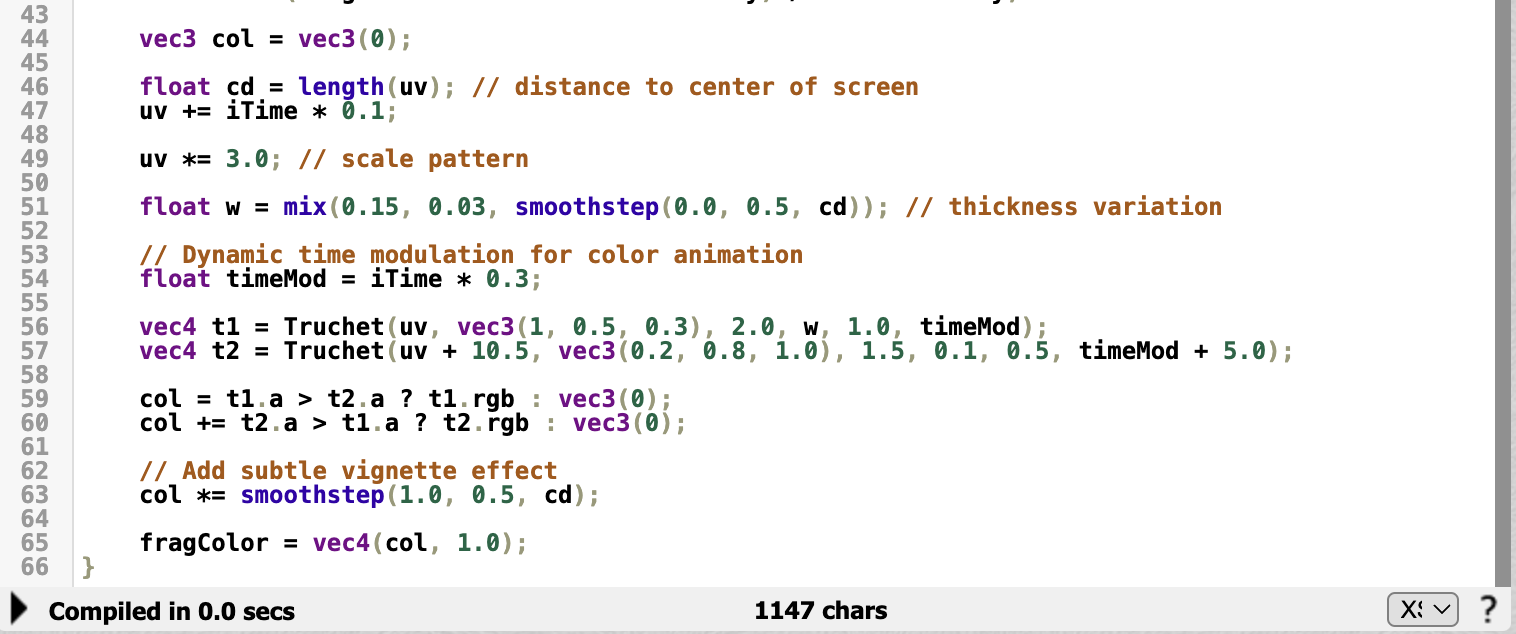 43
44 vec3 col = vec3(0);
45
46 float cd = length(uv); // distance to center of screen
47 uv += iTime * 0.1;
48
49 uv *= 3.0; // scale pattern
50
51 float w = mix(0.15, 0.03, smoothstep(0.0, 0.5, cd)); // thickness variation
52
53 // Dynamic time modulation for color animation
54 float timeMod = iTime * 0.3;
55
56 vec4 t1 = Truchet(uv, vec3(1, 0.5, 0.3), 2.0, w, 1.0, timeMod);
57 vec4 t2 = Truchet(uv + 10.5, vec3(0.2, 0.8, 1.0), 1.5, 0.1, 0.5, timeMod + 5.0);
58
59 col = t1.a > t2.a ? t1.rgb : vec3(0);
60 col += t2.a > t1.a ? t2.rgb : vec3(0);
61
62 // Add subtle vignette effect
63 col *= smoothstep(1.0, 0.5, cd);
64
65 fragColor = vec4(col, 1.0);
66 }
Compiled in 0.0 secs 1147 chars ?